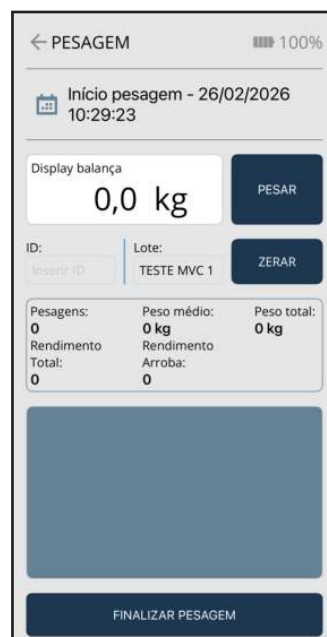 PESAGEM 100%
Início pesagem - 26/02/2026
10:29:23
Display balança
0,0 kg
PESAR
ID:
Inserir ID
Lote:
TESTE MVC 1
ZERAR
Pesagens:
0
Peso médio:
0 kg
Peso total:
0 kg
Rendimento
Total:
0
Rendimento
Arroba:
0
FINALIZAR PESAGEM